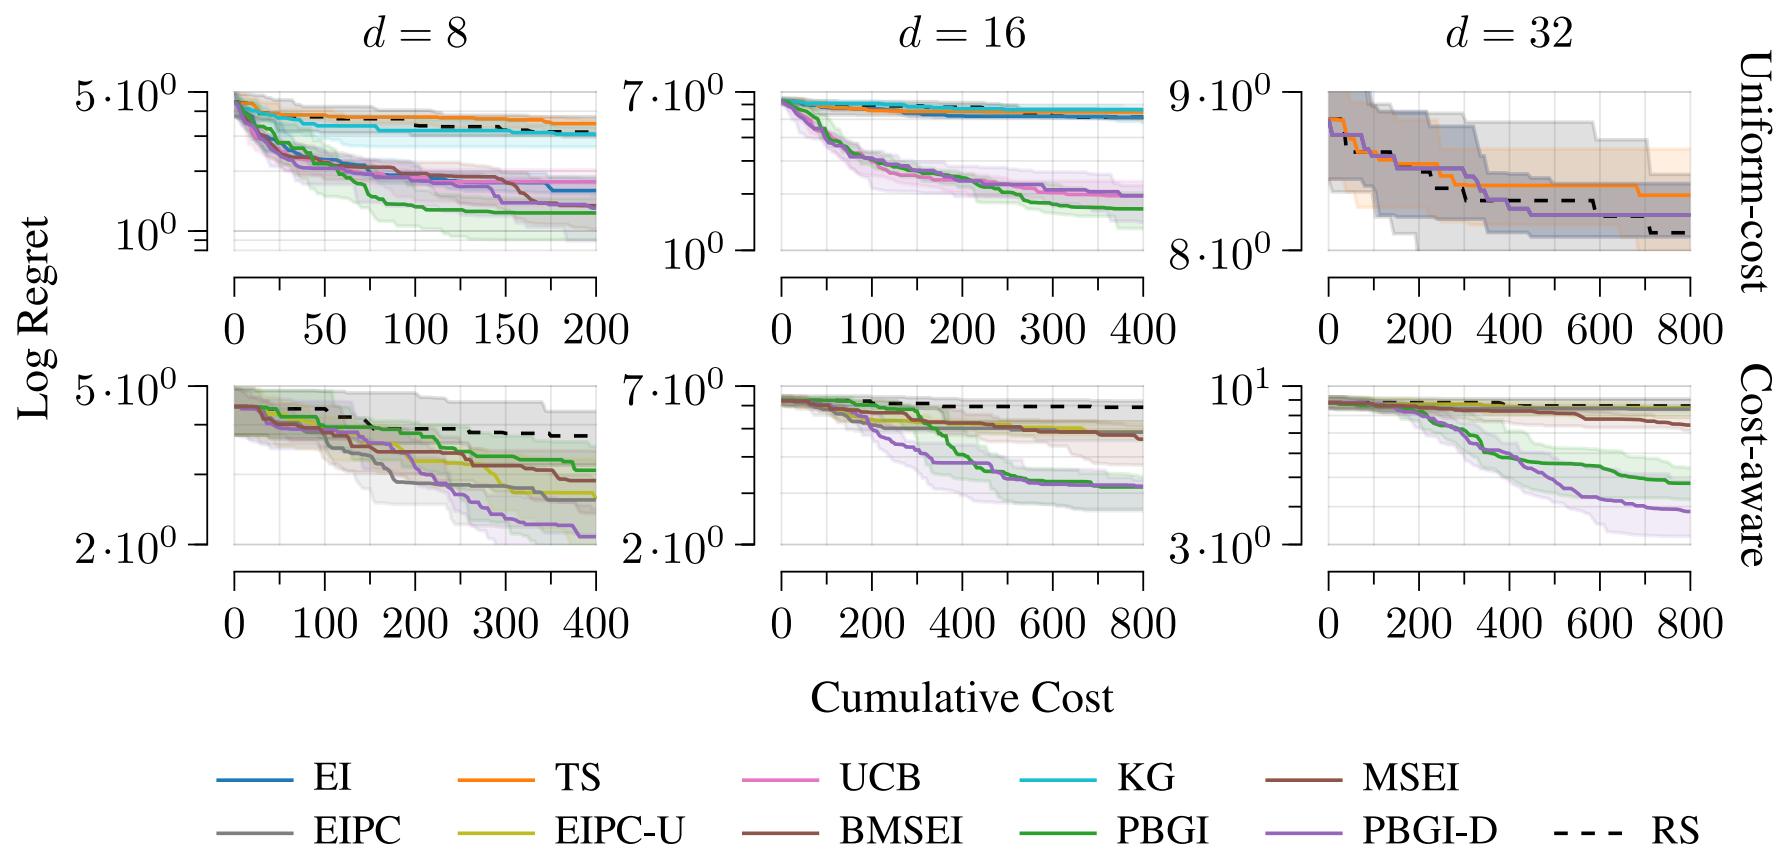 d = 8 d = 16 d = 32
5·10⁰ 7·10⁰ 9·10⁰
10⁰ 10⁰ 8·10⁰
Uniform-cost
0 50 100 150 200 0 100 200 300 400 0 200 400 600 800
Log Regret
5·10⁰ 7·10⁰ 10¹
2·10⁰ 2·10⁰ 3·10⁰
Cost-aware
0 100 200 300 400 0 200 400 600 800 0 200 400 600 800
Cumulative Cost
EI TS UCB KG MSEI
EIPC EIPC-U BMSEI PBGI PBGI-D RS